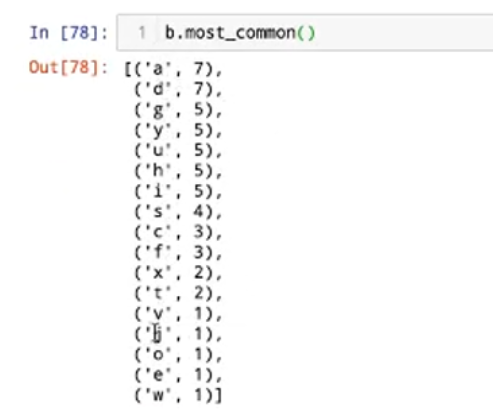 In [78]: 1 b.most_common()
Out[78]: [('a', 7),
('d', 7),
('g', 5),
('y', 5),
('u', 5),
('h', 5),
('i', 5),
('s', 4),
('c', 3),
('f', 3),
('x', 2),
('t', 2),
('v', 1),
(' ', 1),
('o', 1),
('e', 1),
('w', 1)]